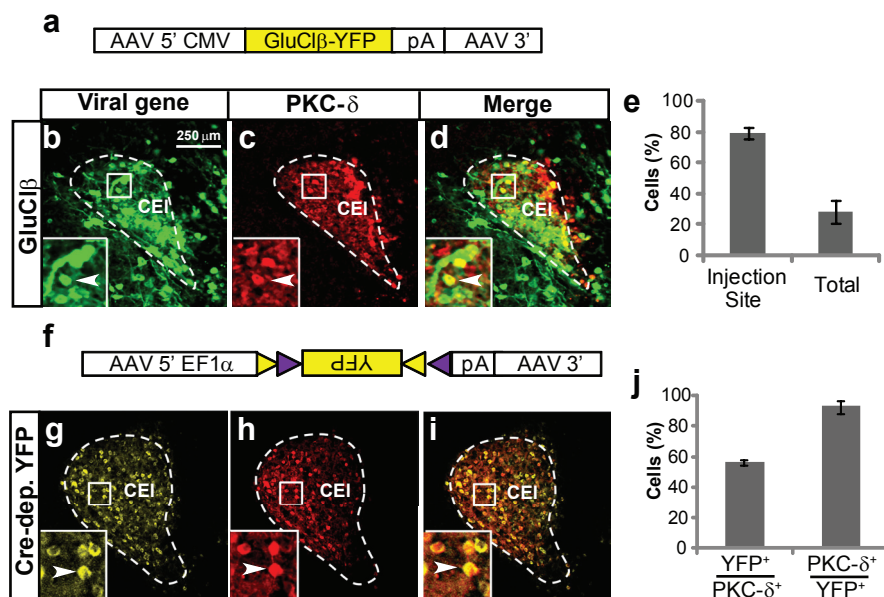 a
AAV 5' CMV GluClβ-YFP pA AAV 3'
Viral gene PKC-δ Merge
GluClβ
b 250 μm CEl
c CEl
d CEl
e
Cells (%)
100
80
60
40
20
0
Injection Site Total
f
AAV 5' EF1α YFP pA AAV 3'
Cre-dep. YFP
g CEl
h CEl
i CEl
j
Cells (%)
100
80
60
40
20
0
YFP⁺ PKC-δ⁺
PKC-δ⁺ YFP⁺